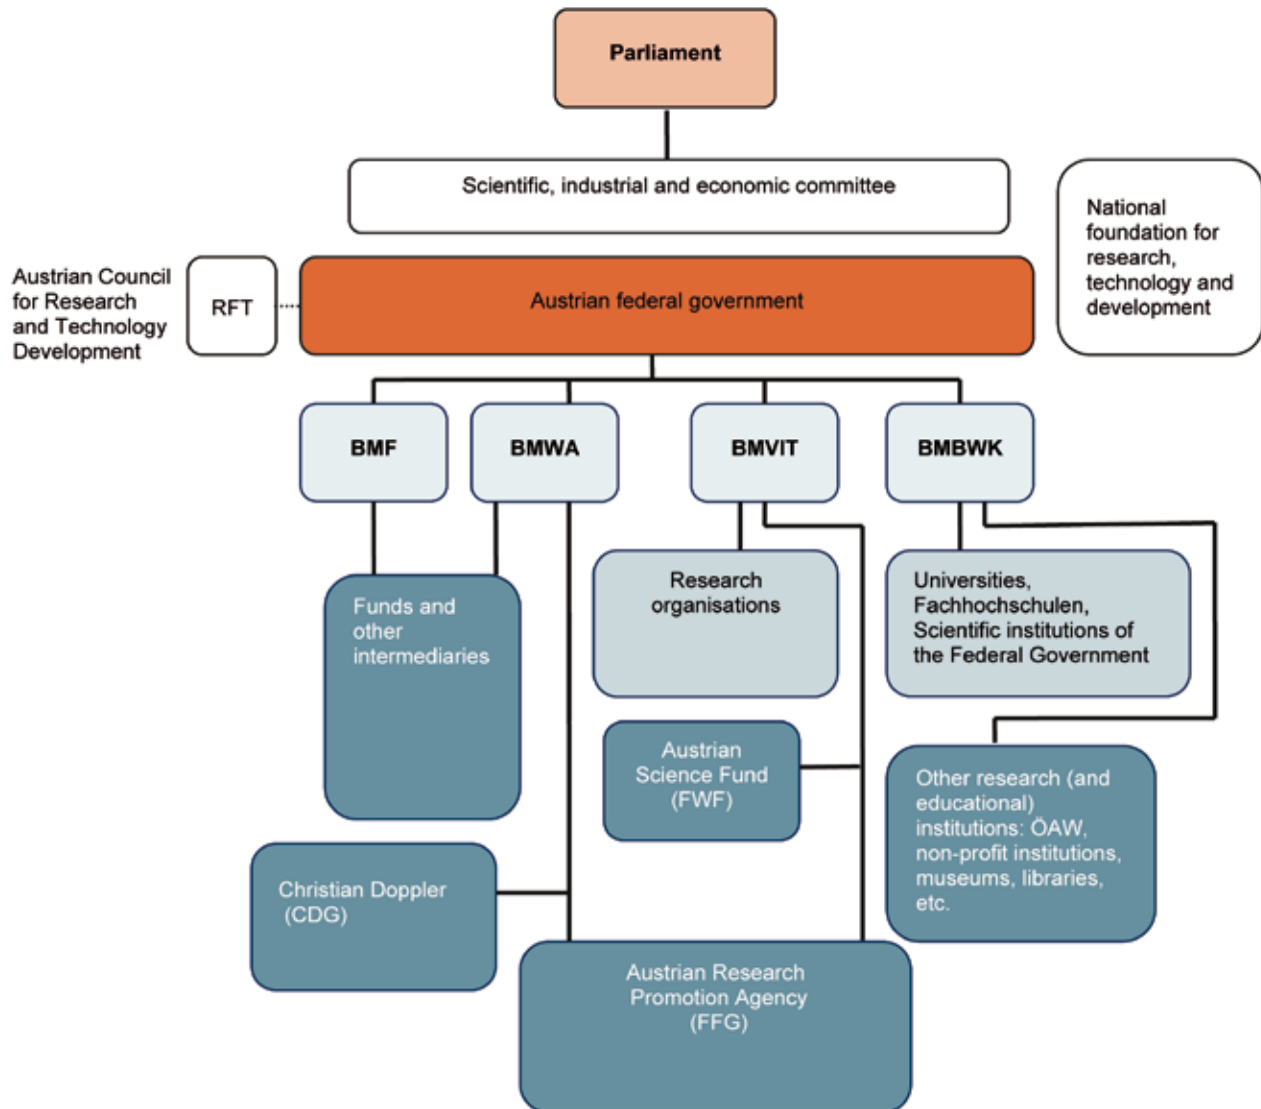 Parliament
Scientific, industrial and economic committee
National
foundation for
research,
technology and
development
Austrian Council
for Research
and Technology
Development
RFT
Austrian federal government
BMF
BMWA
BMVIT
BMBWK
Funds and
other
intermediaries
Research
organisations
Universities,
Fachhochschulen,
Scientific institutions of
the Federal Government
Austrian
Science Fund
(FWF)
Other research (and
educational)
institutions: ÖAW,
non-profit institutions,
museums, libraries,
etc.
Christian Doppler
(CDG)
Austrian Research
Promotion Agency
(FFG)